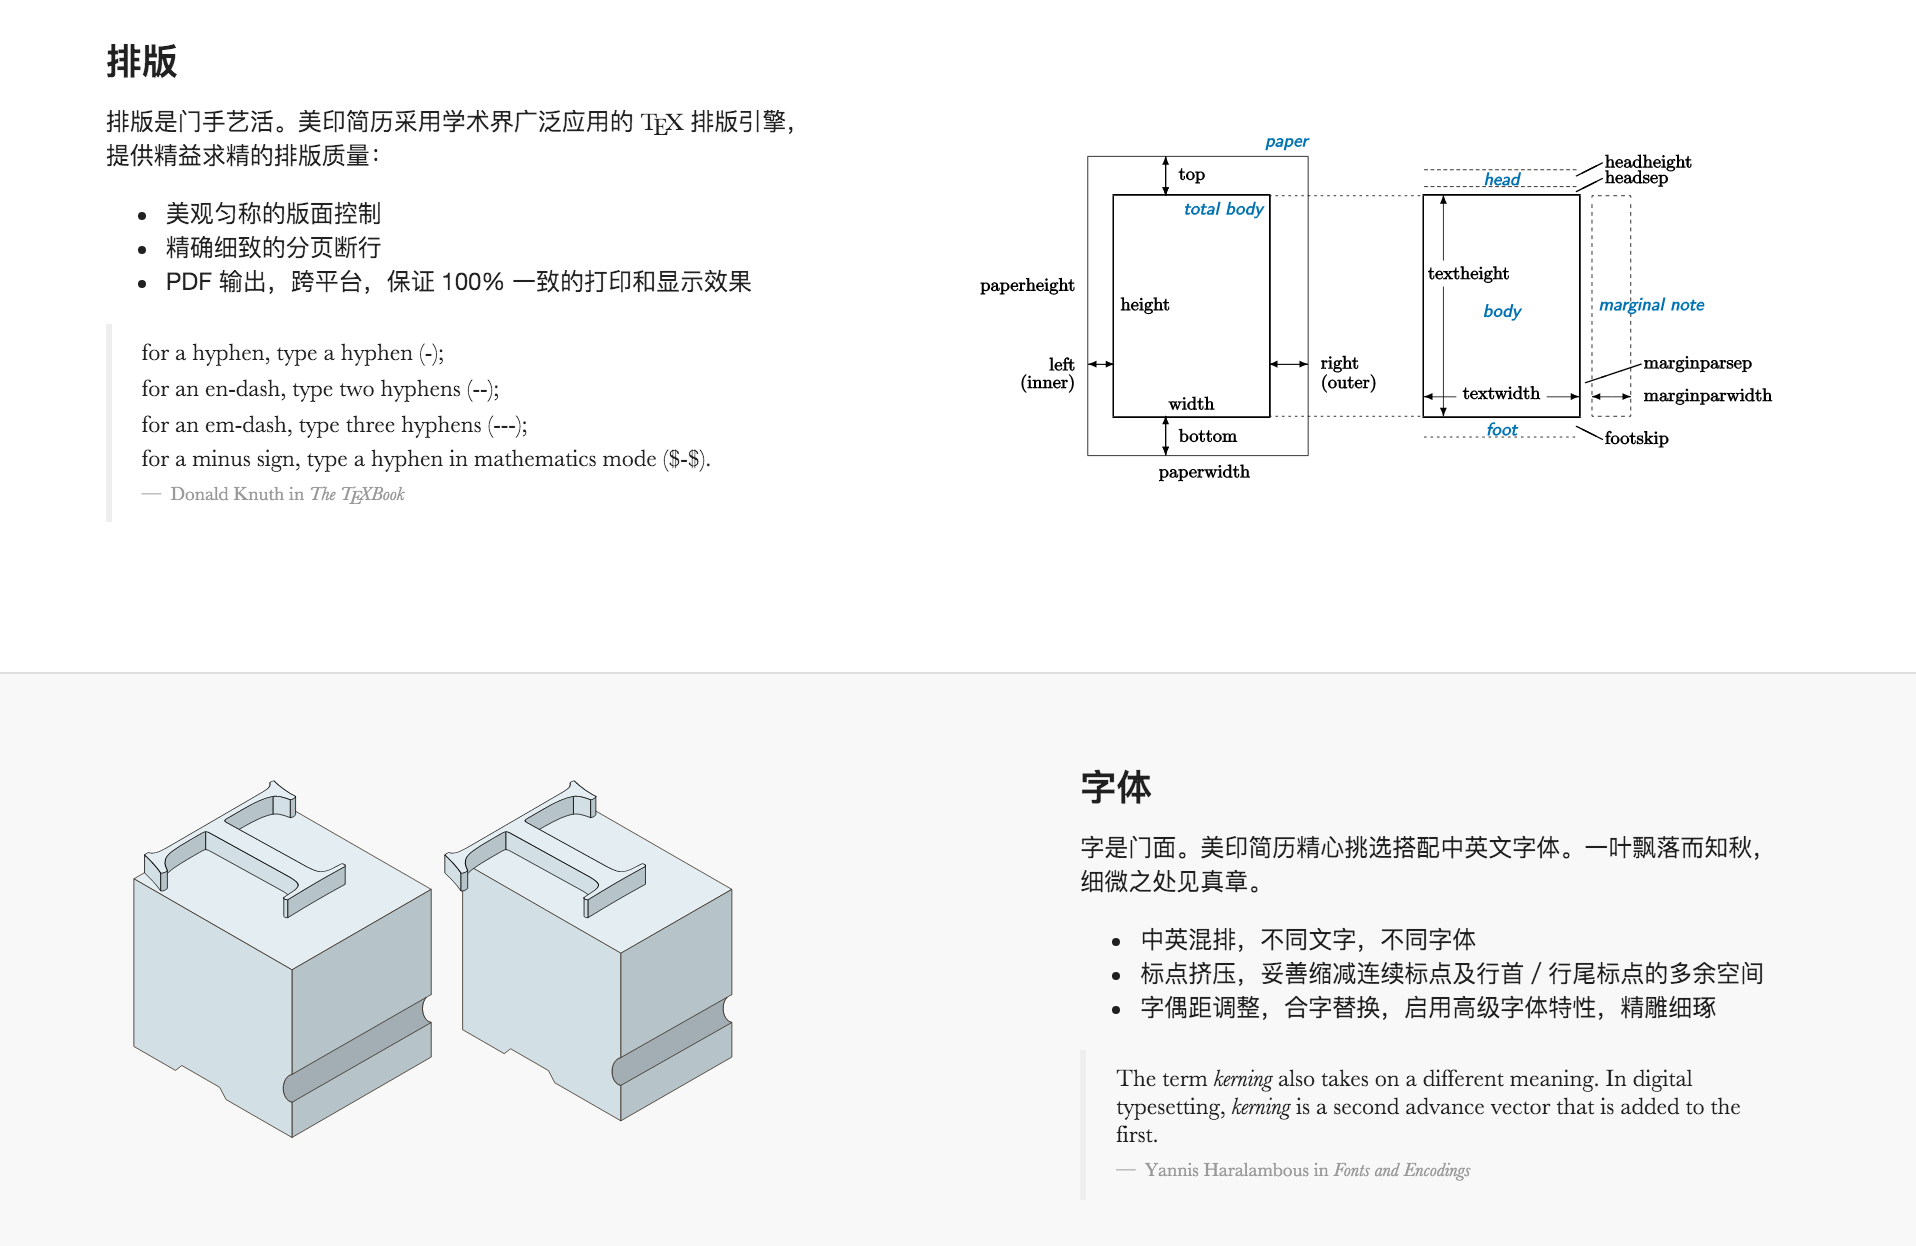 排版
排版是门手艺活。美印简历采用学术界广泛应用的 TEX 排版引擎，
提供精益求精的排版质量：
• 美观匀称的版面控制
• 精确细致的分页断行
• PDF 输出，跨平台，保证 100% 一致的打印和显示效果
for a hyphen, type a hyphen (-);
for an en-dash, type two hyphens (--);
for an em-dash, type three hyphens (---);
for a minus sign, type a hyphen in mathematics mode ($-$).
— Donald Knuth in The TEXBook
paper
top
total body
paperheight
height
left
(inner)
right
(outer)
width
bottom
paperwidth
headheight
head
headsep
textheight
body
marginal note
marginparsep
textwidth
marginparwidth
foot
footskip
字体
字是门面。美印简历精心挑选搭配中英文字体。一叶飘落而知秋，
细微之处见真章。
• 中英混排，不同文字，不同字体
• 标点挤压，妥善缩减连续标点及行首 / 行尾标点的多余空间
• 字偶距调整，合字替换，启用高级字体特性，精雕细琢
The term kerning also takes on a different meaning. In digital
typesetting, kerning is a second advance vector that is added to the
first.
— Yannis Haralambous in Fonts and Encodings